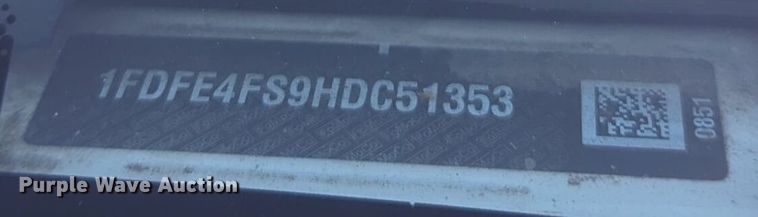 1FDFE4FS9HDC51353
0851
Purple Wave Auction